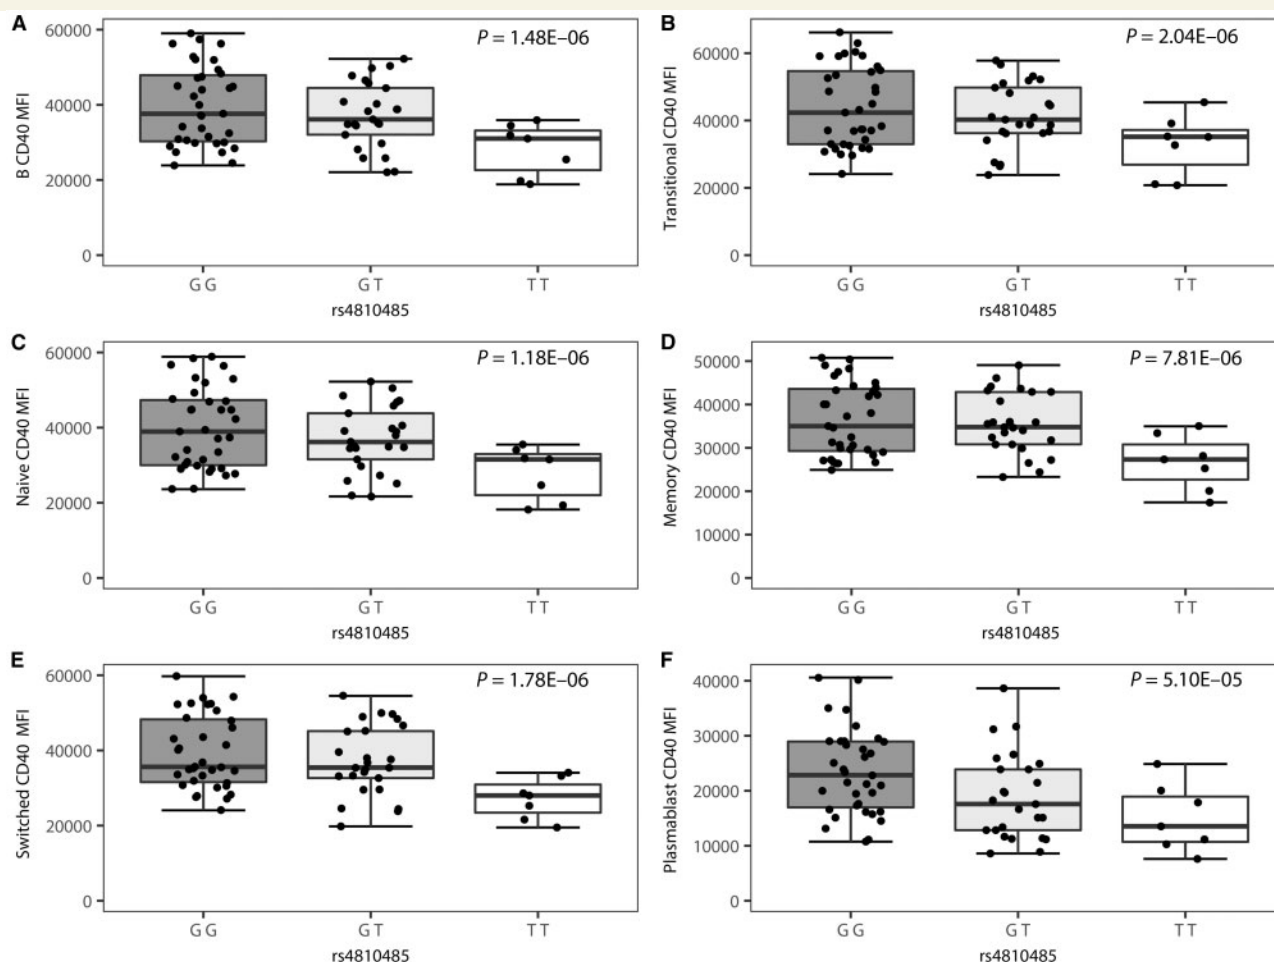 A
B CD40 MFI
60000
40000
20000
0
P = 1.48E–06
GG GT TT
rs4810485
B
Transitional CD40 MFI
60000
40000
20000
0
P = 2.04E–06
GG GT TT
rs4810485
C
Naive CD40 MFI
60000
40000
20000
0
P = 1.18E–06
GG GT TT
rs4810485
D
Memory CD40 MFI
50000
40000
30000
20000
10000
0
P = 7.81E–06
GG GT TT
rs4810485
E
Switched CD40 MFI
60000
40000
20000
0
P = 1.78E–06
GG GT TT
rs4810485
F
Plasmablast CD40 MFI
40000
30000
20000
10000
0
P = 5.10E–05
GG GT TT
rs4810485